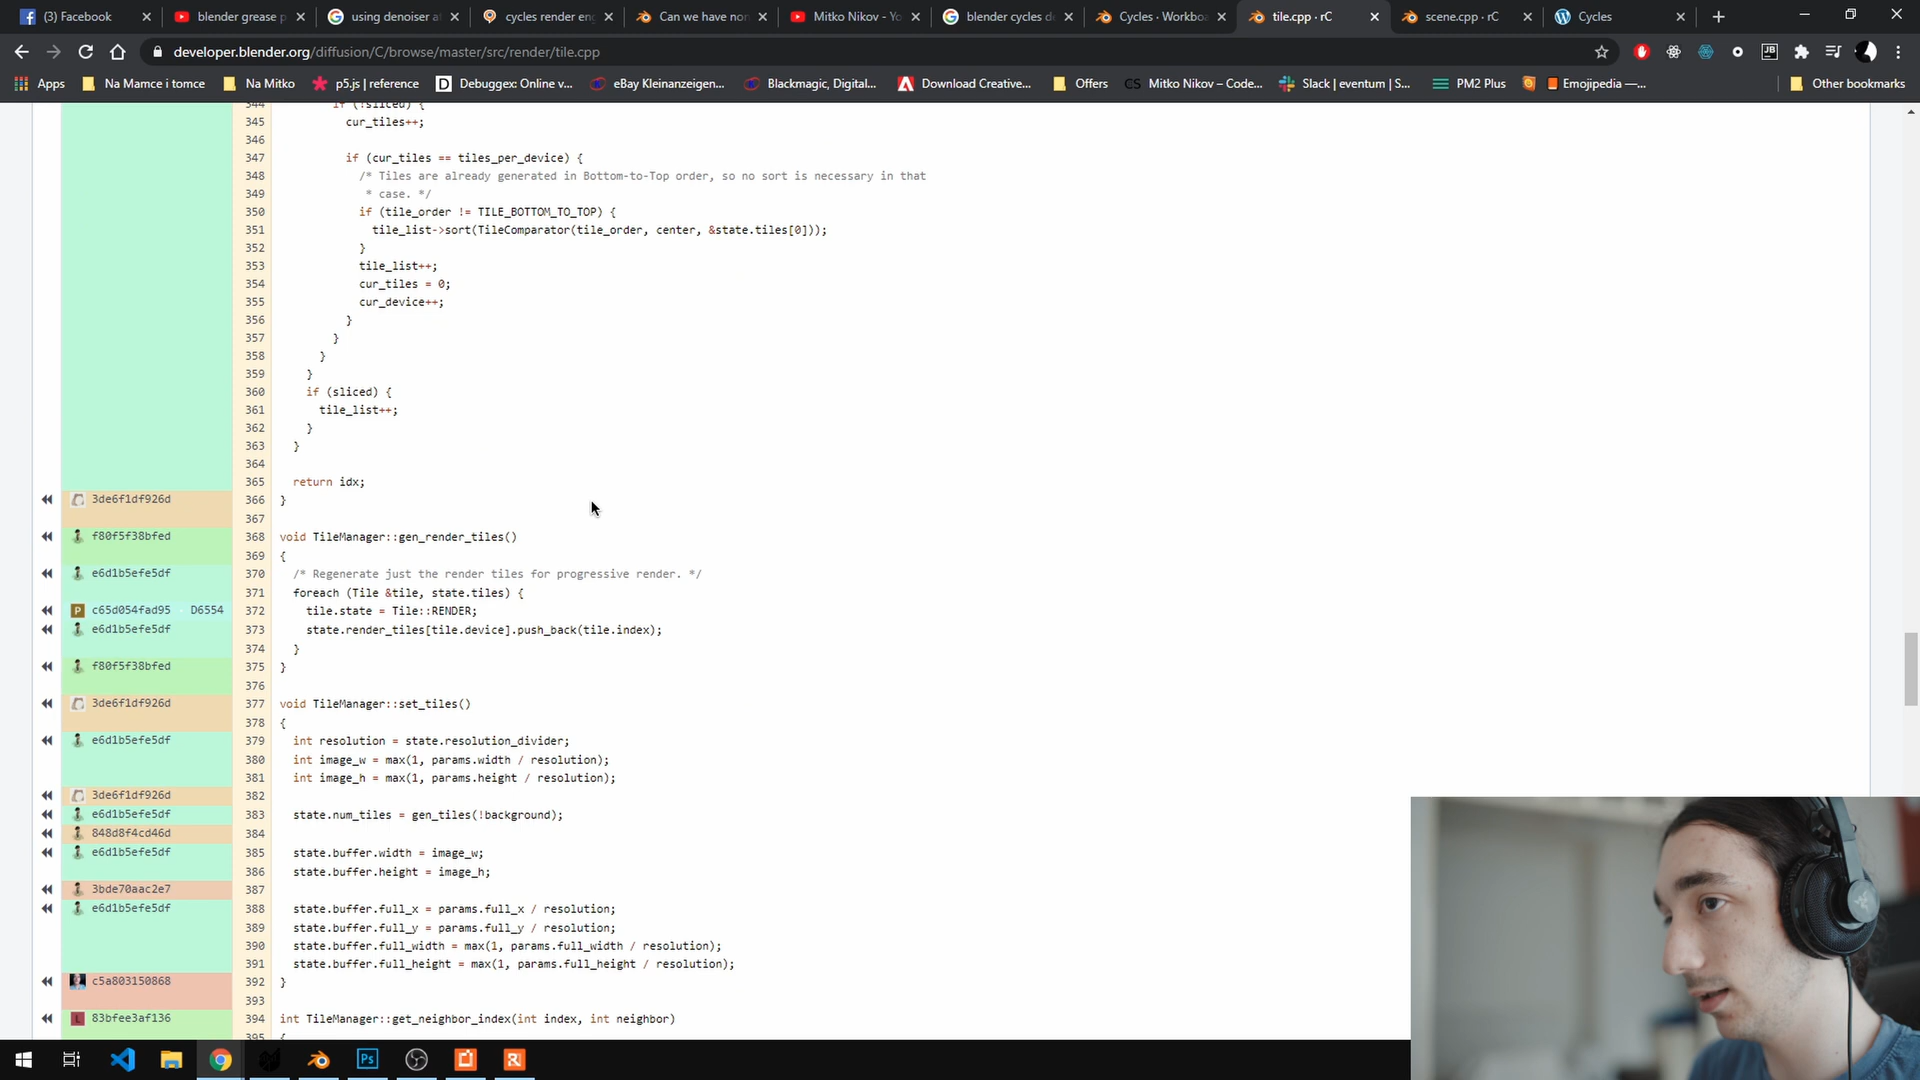 (3) Facebook
blender grease p
using denoiser at
cycles render eng
Can we have non
Mitko Nikov - Yo
blender cycles de
Cycles · Workboa
tile.cpp · rC
scene.cpp · rC
Cycles
developer.blender.org/diffusion/C/browse/master/src/render/tile.cpp
Apps
Na Mamce i tomce
Na Mitko
p5.js | reference
Debuggex: Online v...
eBay Kleinanzeigen...
Blackmagic, Digital...
Download Creative...
Offers
CS Mitko Nikov – Code...
Slack | eventum | S...
PM2 Plus
Emojipedia —...
Other bookmarks
344 if (!sliced) {
345 cur_tiles++;
346
347 if (cur_tiles == tiles_per_device) {
348 /* Tiles are already generated in Bottom-to-Top order, so no sort is necessary in that
349 * case. */
350 if (tile_order != TILE_BOTTOM_TO_TOP) {
351 tile_list->sort(TileComparator(tile_order, center, &state.tiles[0]));
352 }
353 tile_list++;
354 cur_tiles = 0;
355 cur_device++;
356 }
357 }
358 }
359 }
360 if (sliced) {
361 tile_list++;
362 }
363 }
364
365 return idx;
3de6f1df926d 366 }
367
f80f5f38bfed 368 void TileManager::gen_render_tiles()
369 {
e6d1b5efe5df 370 /* Regenerate just the render tiles for progressive render. */
371 foreach (Tile &tile, state.tiles) {
P c65d054fad95 · D6554 372 tile.state = Tile::RENDER;
e6d1b5efe5df 373 state.render_tiles[tile.device].push_back(tile.index);
374 }
f80f5f38bfed 375 }
376
3de6f1df926d 377 void TileManager::set_tiles()
378 {
e6d1b5efe5df 379 int resolution = state.resolution_divider;
380 int image_w = max(1, params.width / resolution);
381 int image_h = max(1, params.height / resolution);
3de6f1df926d 382
e6d1b5efe5df 383 state.num_tiles = gen_tiles(!background);
848d8f4cd46d 384
e6d1b5efe5df 385 state.buffer.width = image_w;
386 state.buffer.height = image_h;
3bde70aac2e7 387
e6d1b5efe5df 388 state.buffer.full_x = params.full_x / resolution;
389 state.buffer.full_y = params.full_y / resolution;
390 state.buffer.full_width = max(1, params.full_width / resolution);
391 state.buffer.full_height = max(1, params.full_height / resolution);
c5a803150868 392 }
393
L 83bfee3af136 394 int TileManager::get_neighbor_index(int index, int neighbor)
395 {
Ps